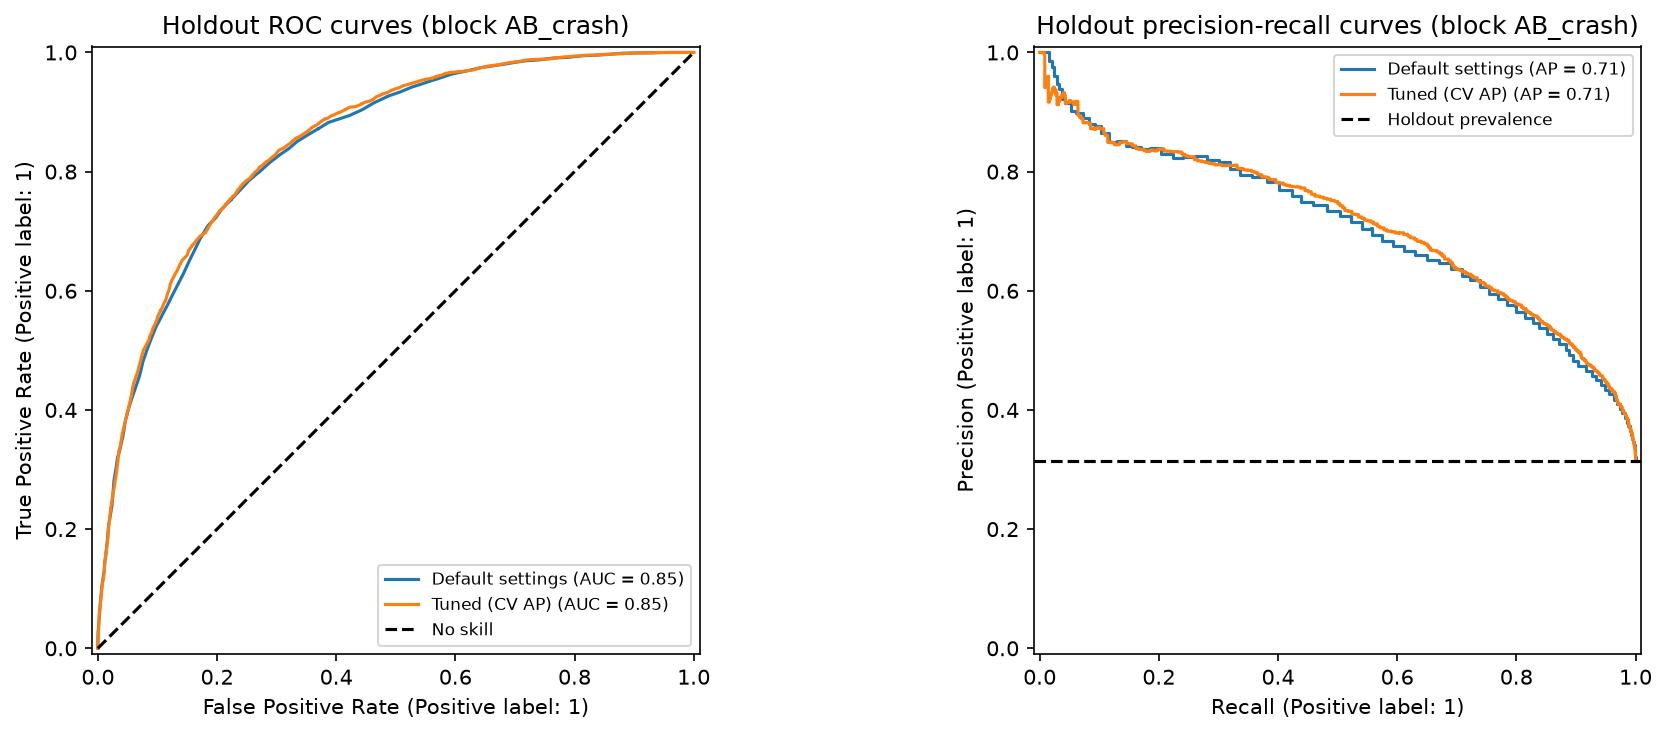 Holdout ROC curves (block AB_crash)
True Positive Rate (Positive label: 1)
1.0
0.8
0.6
0.4
0.2
0.0
0.0 0.2 0.4 0.6 0.8 1.0
False Positive Rate (Positive label: 1)
Default settings (AUC = 0.85)
Tuned (CV AP) (AUC = 0.85)
No skill
Holdout precision-recall curves (block AB_crash)
Precision (Positive label: 1)
1.0
0.8
0.6
0.4
0.2
0.0
0.0 0.2 0.4 0.6 0.8 1.0
Recall (Positive label: 1)
Default settings (AP = 0.71)
Tuned (CV AP) (AP = 0.71)
Holdout prevalence